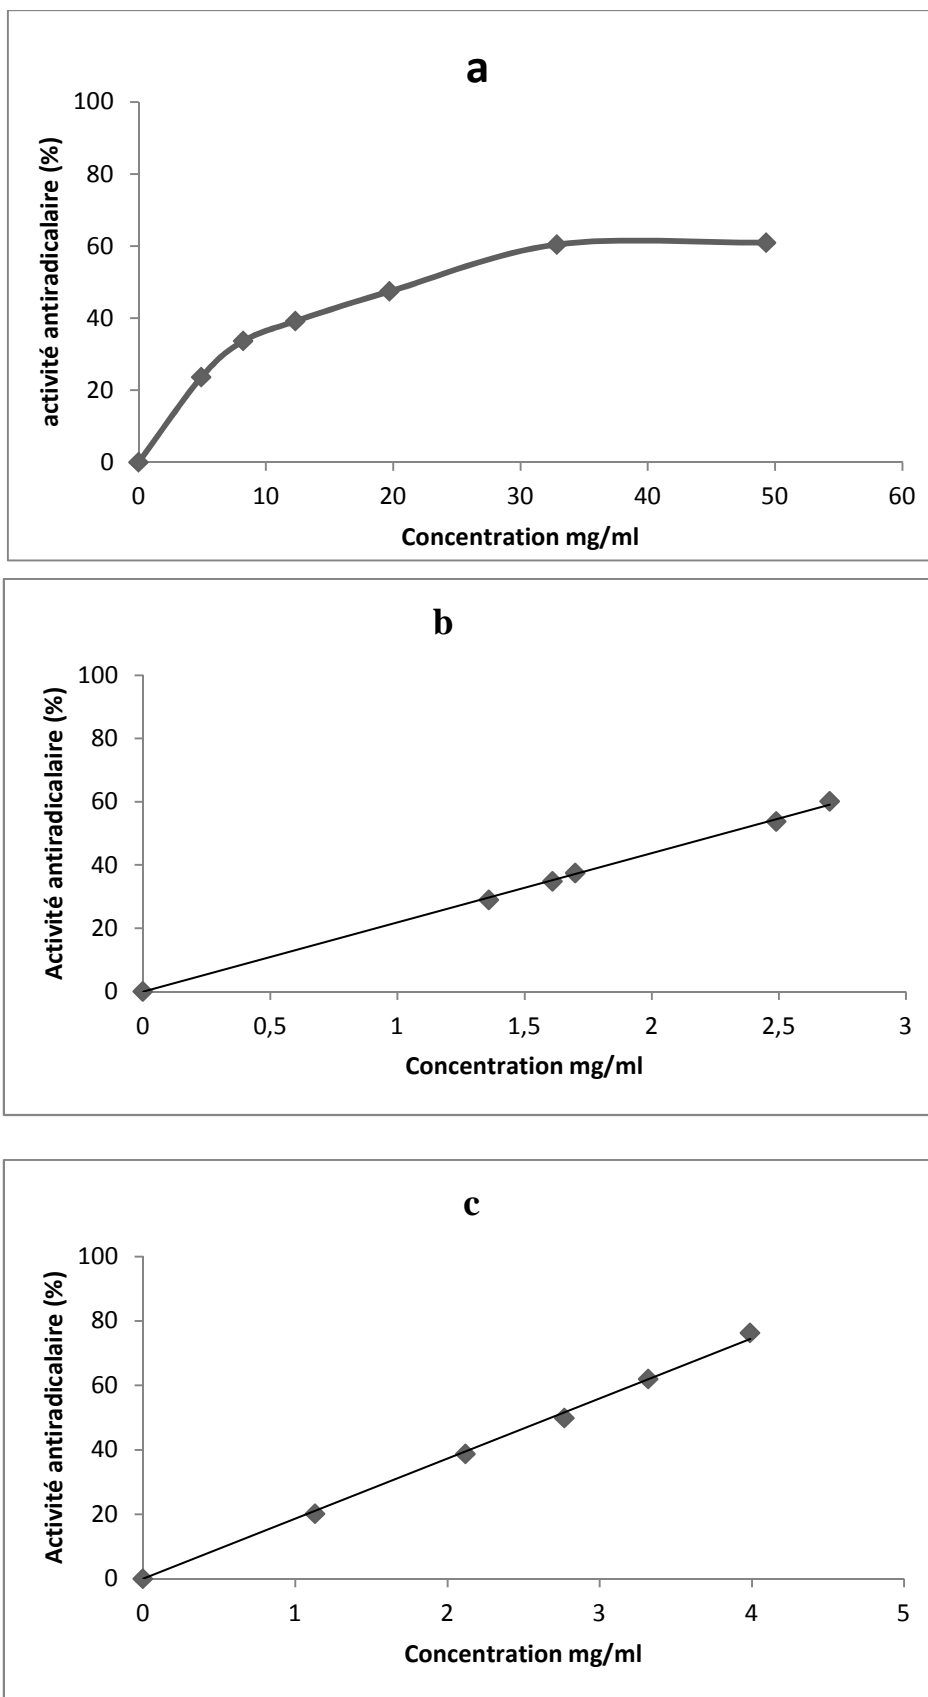 a
100
80
60
40
20
0
activité antiradicalaire (%)
0 10 20 30 40 50 60
Concentration mg/ml
b
100
80
60
40
20
0
Activité antiradicalaire (%)
0 0,5 1 1,5 2 2,5 3
Concentration mg/ml
c
100
80
60
40
20
0
Activité antiradicalaire (%)
0 1 2 3 4 5
Concentration mg/ml